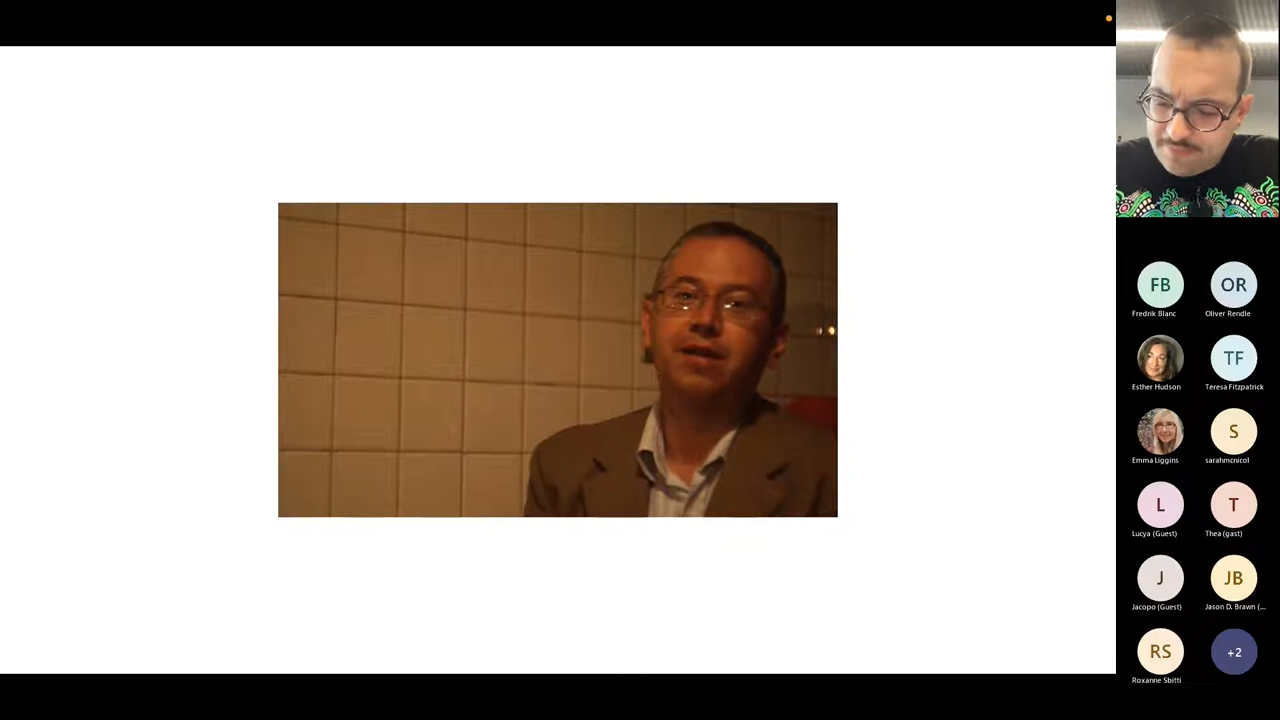 FB
OR
Fredrik Blanc
Oliver Rendle
TF
Esther Hudson
Teresa Fitzpatrick
S
Emma Liggins
sarahmcnicol
L
T
Lucya (Guest)
Thea (gast)
J
JB
Jacopo (Guest)
Jason D. Brawn (...
RS
+2
Roxanne Sbitti